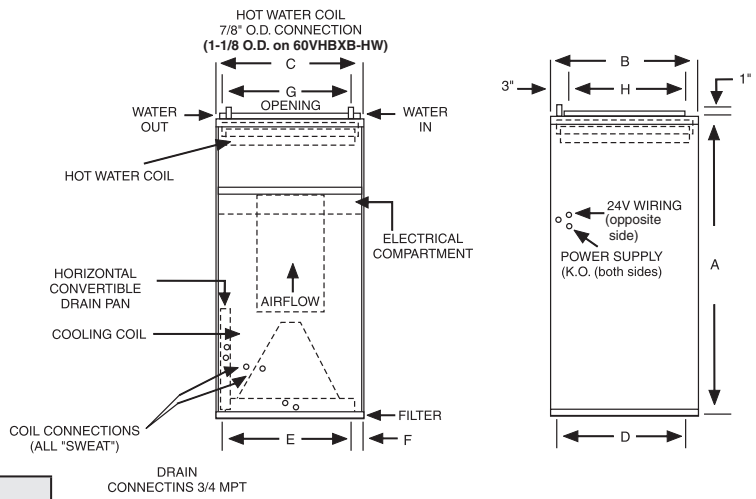 HOT WATER COIL
7/8" O.D. CONNECTION
(1-1/8 O.D. on 60VHBXB-HW)
C
G
OPENING
WATER
OUT
WATER
IN
HOT WATER COIL
ELECTRICAL
COMPARTMENT
HORIZONTAL
CONVERTIBLE
DRAIN PAN
AIRFLOW
COOLING COIL
COIL CONNECTIONS
(ALL "SWEAT")
FILTER
E
F
DRAIN
CONNECTINS 3/4 MPT
B
3"
H
1"
24V WIRING
(opposite
side)
POWER SUPPLY
(K.O. (both sides)
A
D